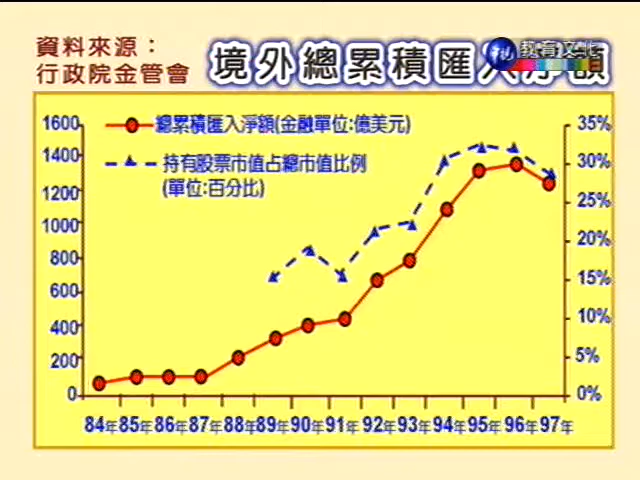 資料來源：
行政院金管會
境外總累積匯入淨額
教育文化
總累積匯入淨額(金融單位:億美元)
持有股票市值占總市值比例
(單位:百分比)
1600
1400
1200
1000
800
600
400
200
0
35%
30%
25%
20%
15%
10%
5%
0%
84年 85年 86年 87年 88年 89年 90年 91年 92年 93年 94年 95年 96年 97年